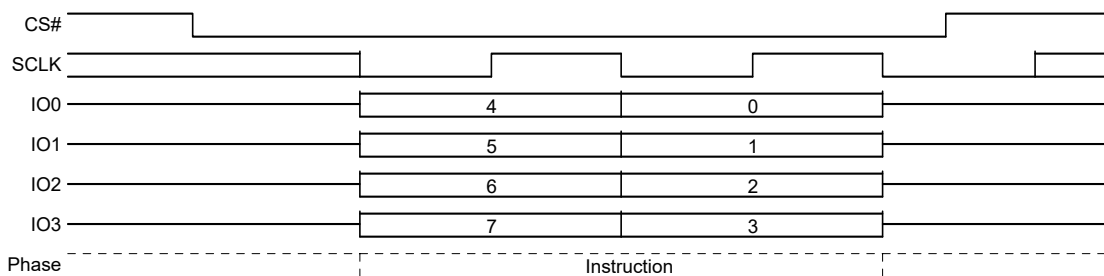 CS#
SCLK
IO0 4 0
IO1 5 1
IO2 6 2
IO3 7 3
Phase Instruction